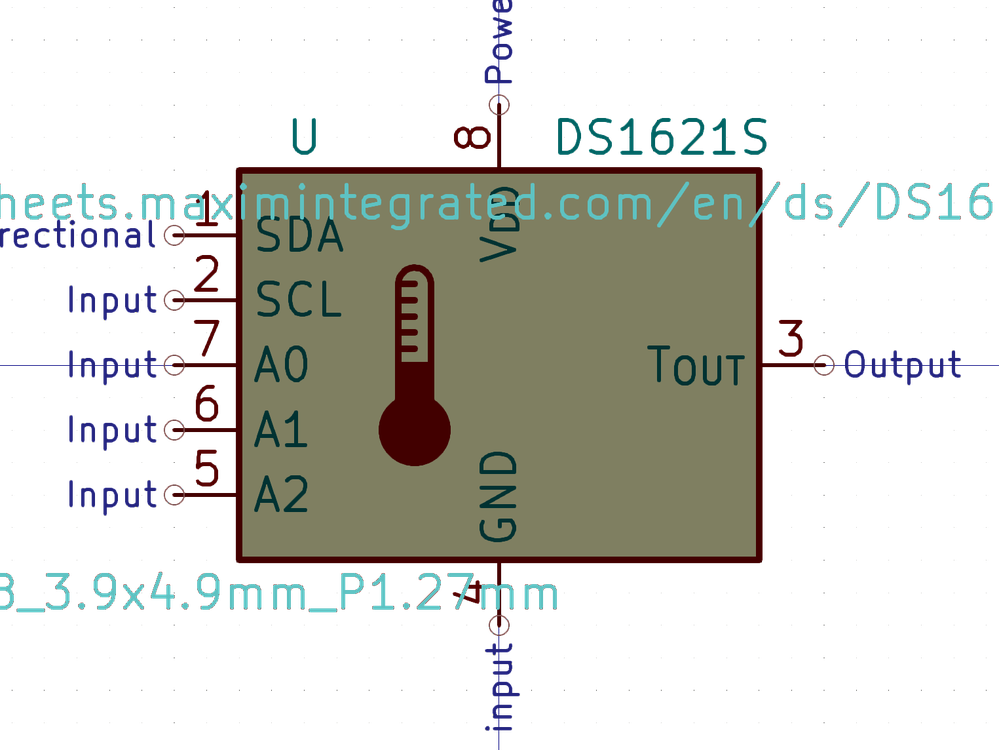 Powe
8
U
DS1621S
heets.maximintegrated.com/en/ds/DS16
VDD
rectional
1
SDA
Input
2
SCL
Input
7
A0
TOUT
3
Output
Input
6
A1
Input
5
A2
GND
3.9x4.9mm_P1.27mm
4
input